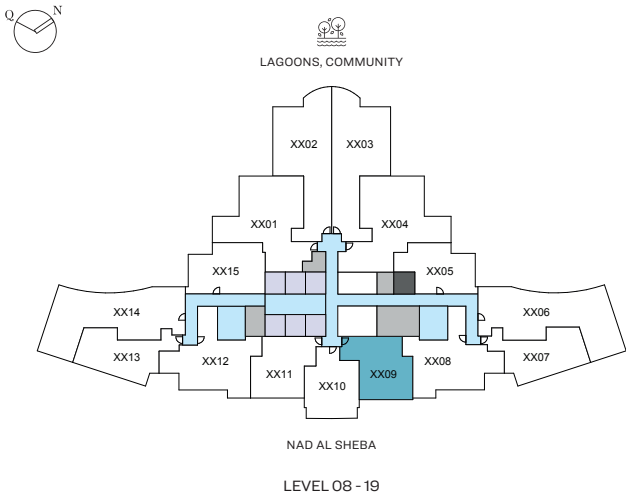 Q N
LAGOONS, COMMUNITY
XX02 XX03
XX01 XX04
XX15 XX05
XX14 XX06
XX13 XX12 XX11 XX10 XX09 XX08 XX07
NAD AL SHEBA
LEVEL 08 - 19